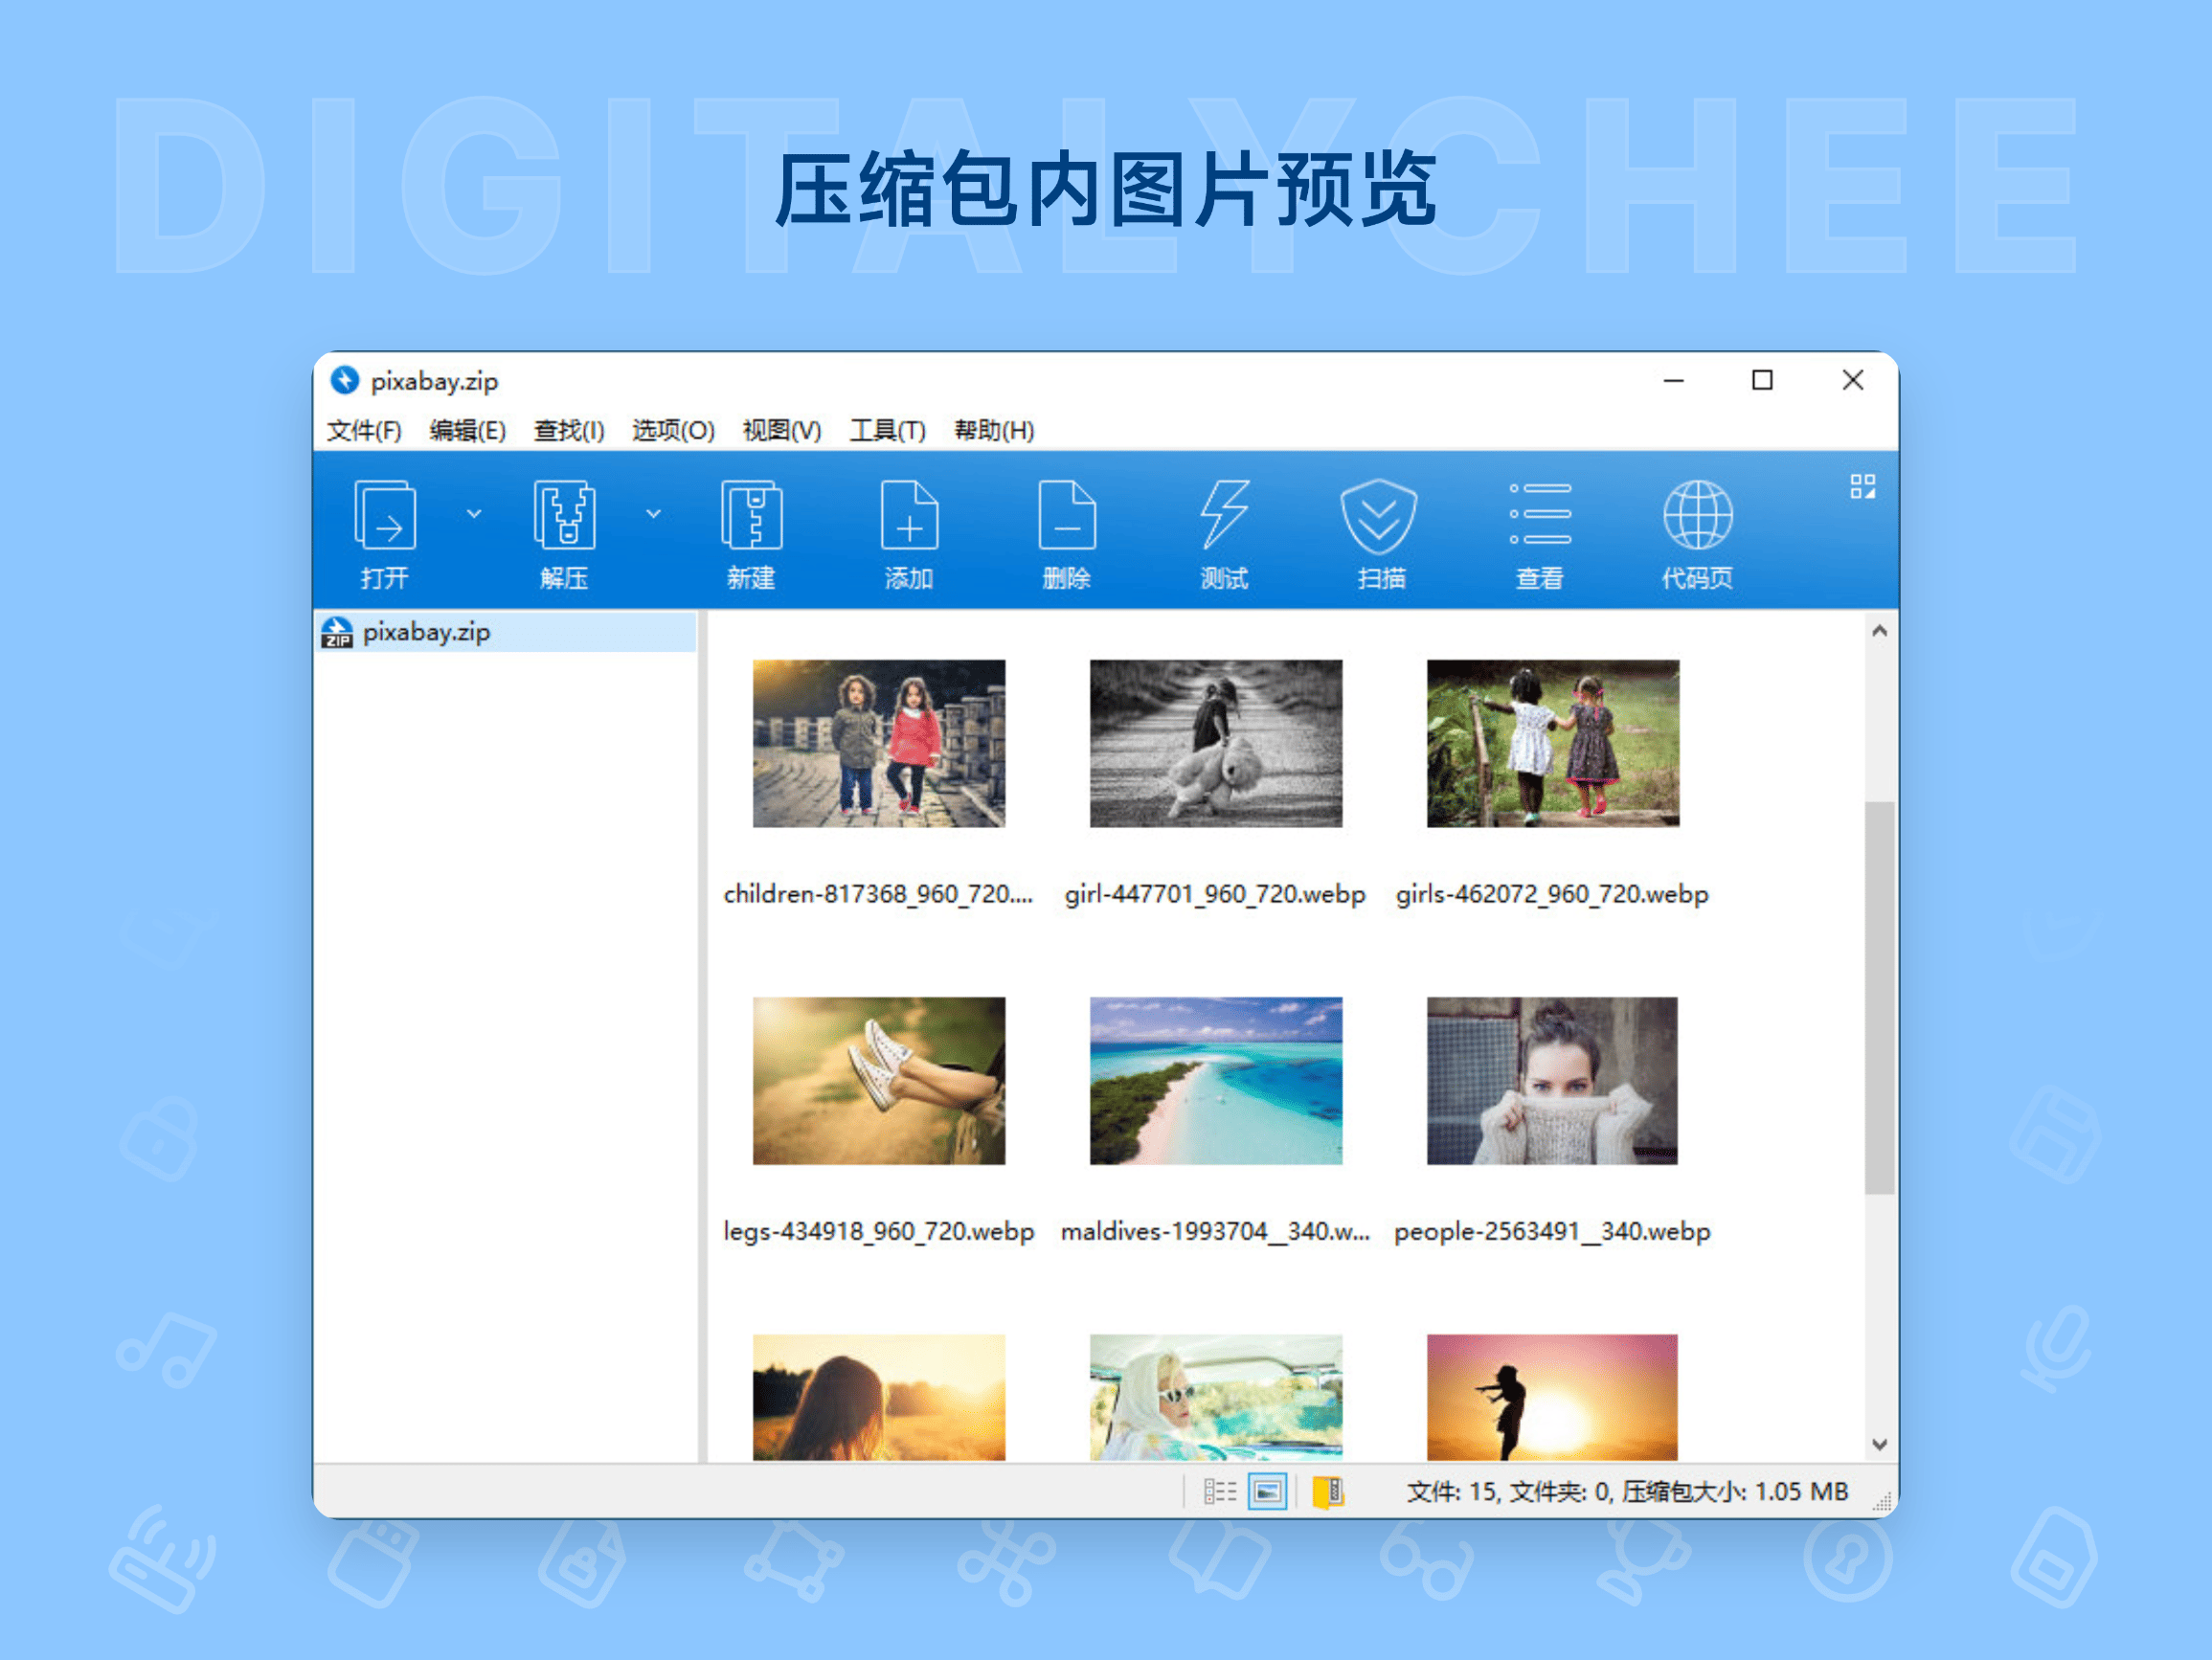 DIGITALYCHEE
压缩包内图片预览
pixabay.zip
文件(F) 编辑(E) 查找(I) 选项(O) 视图(V) 工具(T) 帮助(H)
打开 解压 新建 添加 删除 测试 扫描 查看 代码页
ZIP pixabay.zip
children-817368_960_720.... girl-447701_960_720.webp girls-462072_960_720.webp
legs-434918_960_720.webp maldives-1993704__340.w... people-2563491__340.webp
文件: 15, 文件夹: 0, 压缩包大小: 1.05 MB